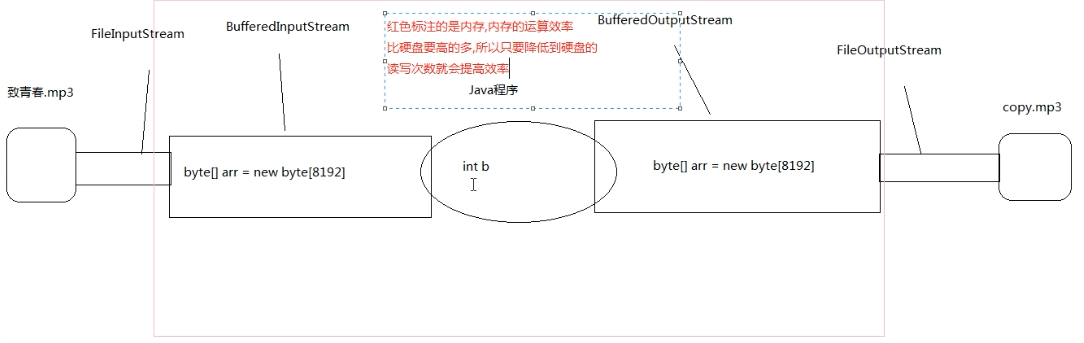 FileInputStream
BufferedInputStream
红色标注的是内存,内存的运算效率
比硬盘要高的多,所以只要降低到硬盘的
读写次数就会提高效率
Java程序
BufferedOutputStream
FileOutputStream
致青春.mp3
copy.mp3
byte[] arr = new byte[8192]
int b
byte[] arr = new byte[8192]